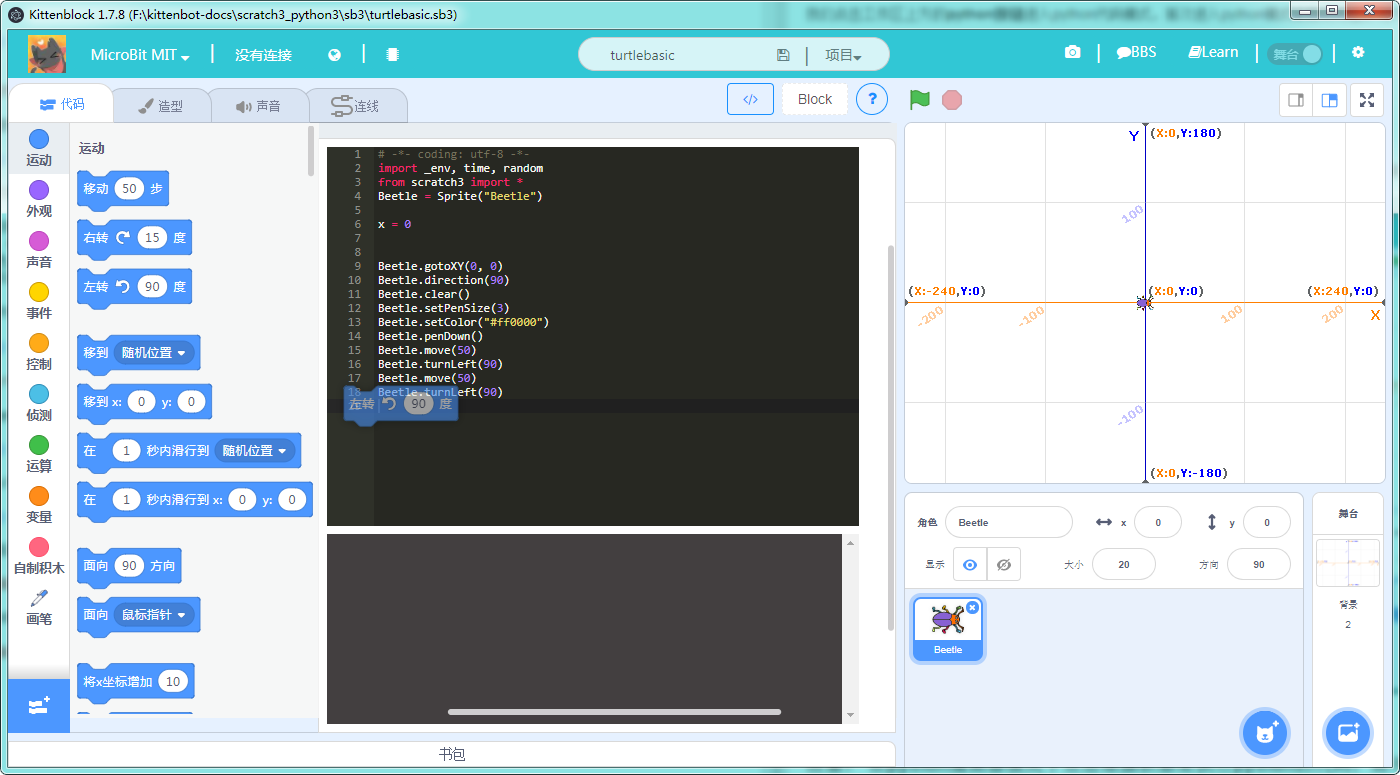 Kittenblock 1.7.8 (F:\kittenbot-docs\scratch3_python3\sb3\turtlebasic.sb3)
MicroBit MIT
没有连接
turtlebasic
项目
BBS
Learn
舞台
代码
造型
声音
连线
</>
Block
?
运动
外观
声音
事件
控制
侦测
运算
变量
自制积木
画笔
运动
移动 50 步
右转 15 度
左转 90 度
移到 随机位置
移到 x: 0 y: 0
在 1 秒内滑行到 随机位置
在 1 秒内滑行到 x: 0 y: 0
面向 90 方向
面向 鼠标指针
将x坐标增加 10
1 # -*- coding: utf-8 -*-
2 import _env, time, random
3 from scratch3 import *
4 Beetle = Sprite("Beetle")
5
6 x = 0
7
8
9 Beetle.gotoXY(0, 0)
10 Beetle.direction(90)
11 Beetle.clear()
12 Beetle.setPenSize(3)
13 Beetle.setColor("#ff0000")
14 Beetle.penDown()
15 Beetle.move(50)
16 Beetle.turnLeft(90)
17 Beetle.move(50)
18 Beetle.turnLeft(90)
左转 90 度
书包
Y
(X:0,Y:180)
100
(X:-240,Y:0)
(X:0,Y:0)
(X:240,Y:0)
-200
-100
100
200
X
-100
(X:0,Y:-180)
角色 Beetle
x 0
y 0
显示
大小 20
方向 90
Beetle
舞台
背景
2